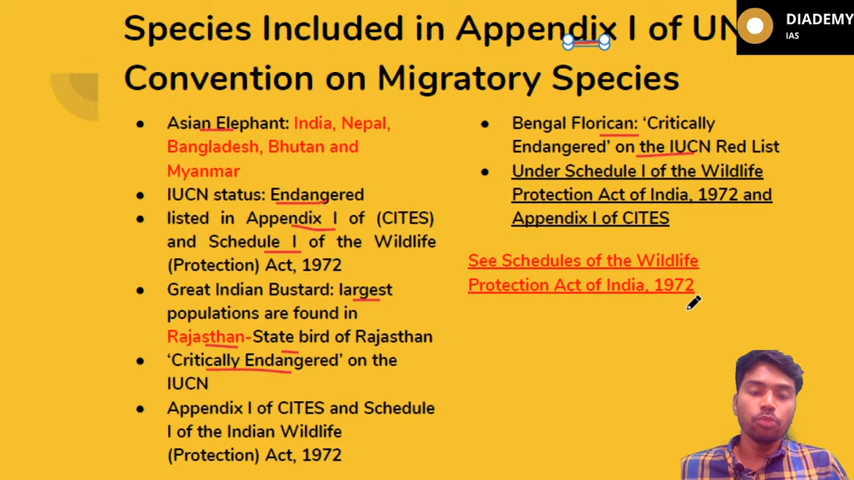 Species Included in Appendix I of UN
Convention on Migratory Species
DIADEMY
IAS
Asian Elephant: India, Nepal,
Bangladesh, Bhutan and
Myanmar
IUCN status: Endangered
listed in Appendix I of (CITES)
and Schedule I of the Wildlife
(Protection) Act, 1972
Great Indian Bustard: largest
populations are found in
Rajasthan-State bird of Rajasthan
‘Critically Endangered’ on the
IUCN
Appendix I of CITES and Schedule
I of the Indian Wildlife
(Protection) Act, 1972
Bengal Florican: ‘Critically
Endangered’ on the IUCN Red List
Under Schedule I of the Wildlife
Protection Act of India, 1972 and
Appendix I of CITES
See Schedules of the Wildlife
Protection Act of India, 1972